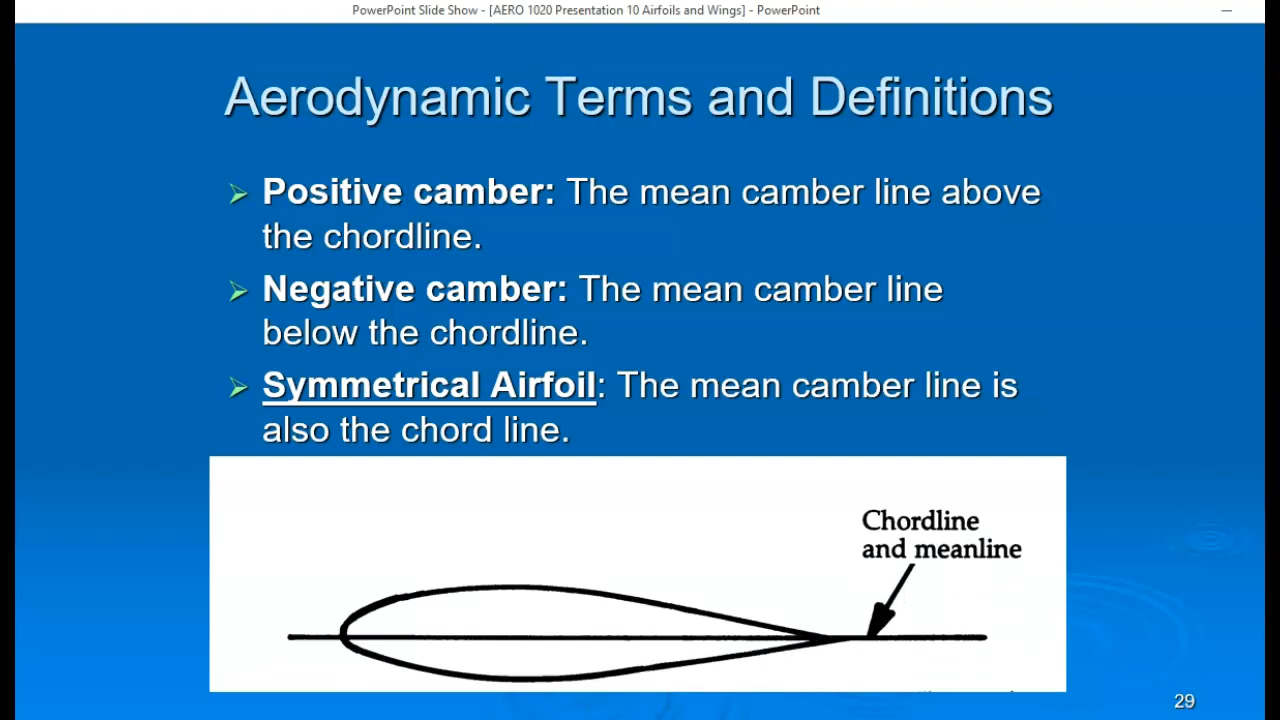 PowerPoint Slide Show - [AERO 1020 Presentation 10 Airfoils and Wings] - PowerPoint
Aerodynamic Terms and Definitions
Positive camber: The mean camber line above
the chordline.
Negative camber: The mean camber line
below the chordline.
Symmetrical Airfoil: The mean camber line is
also the chord line.
Chordline
and meanline
29